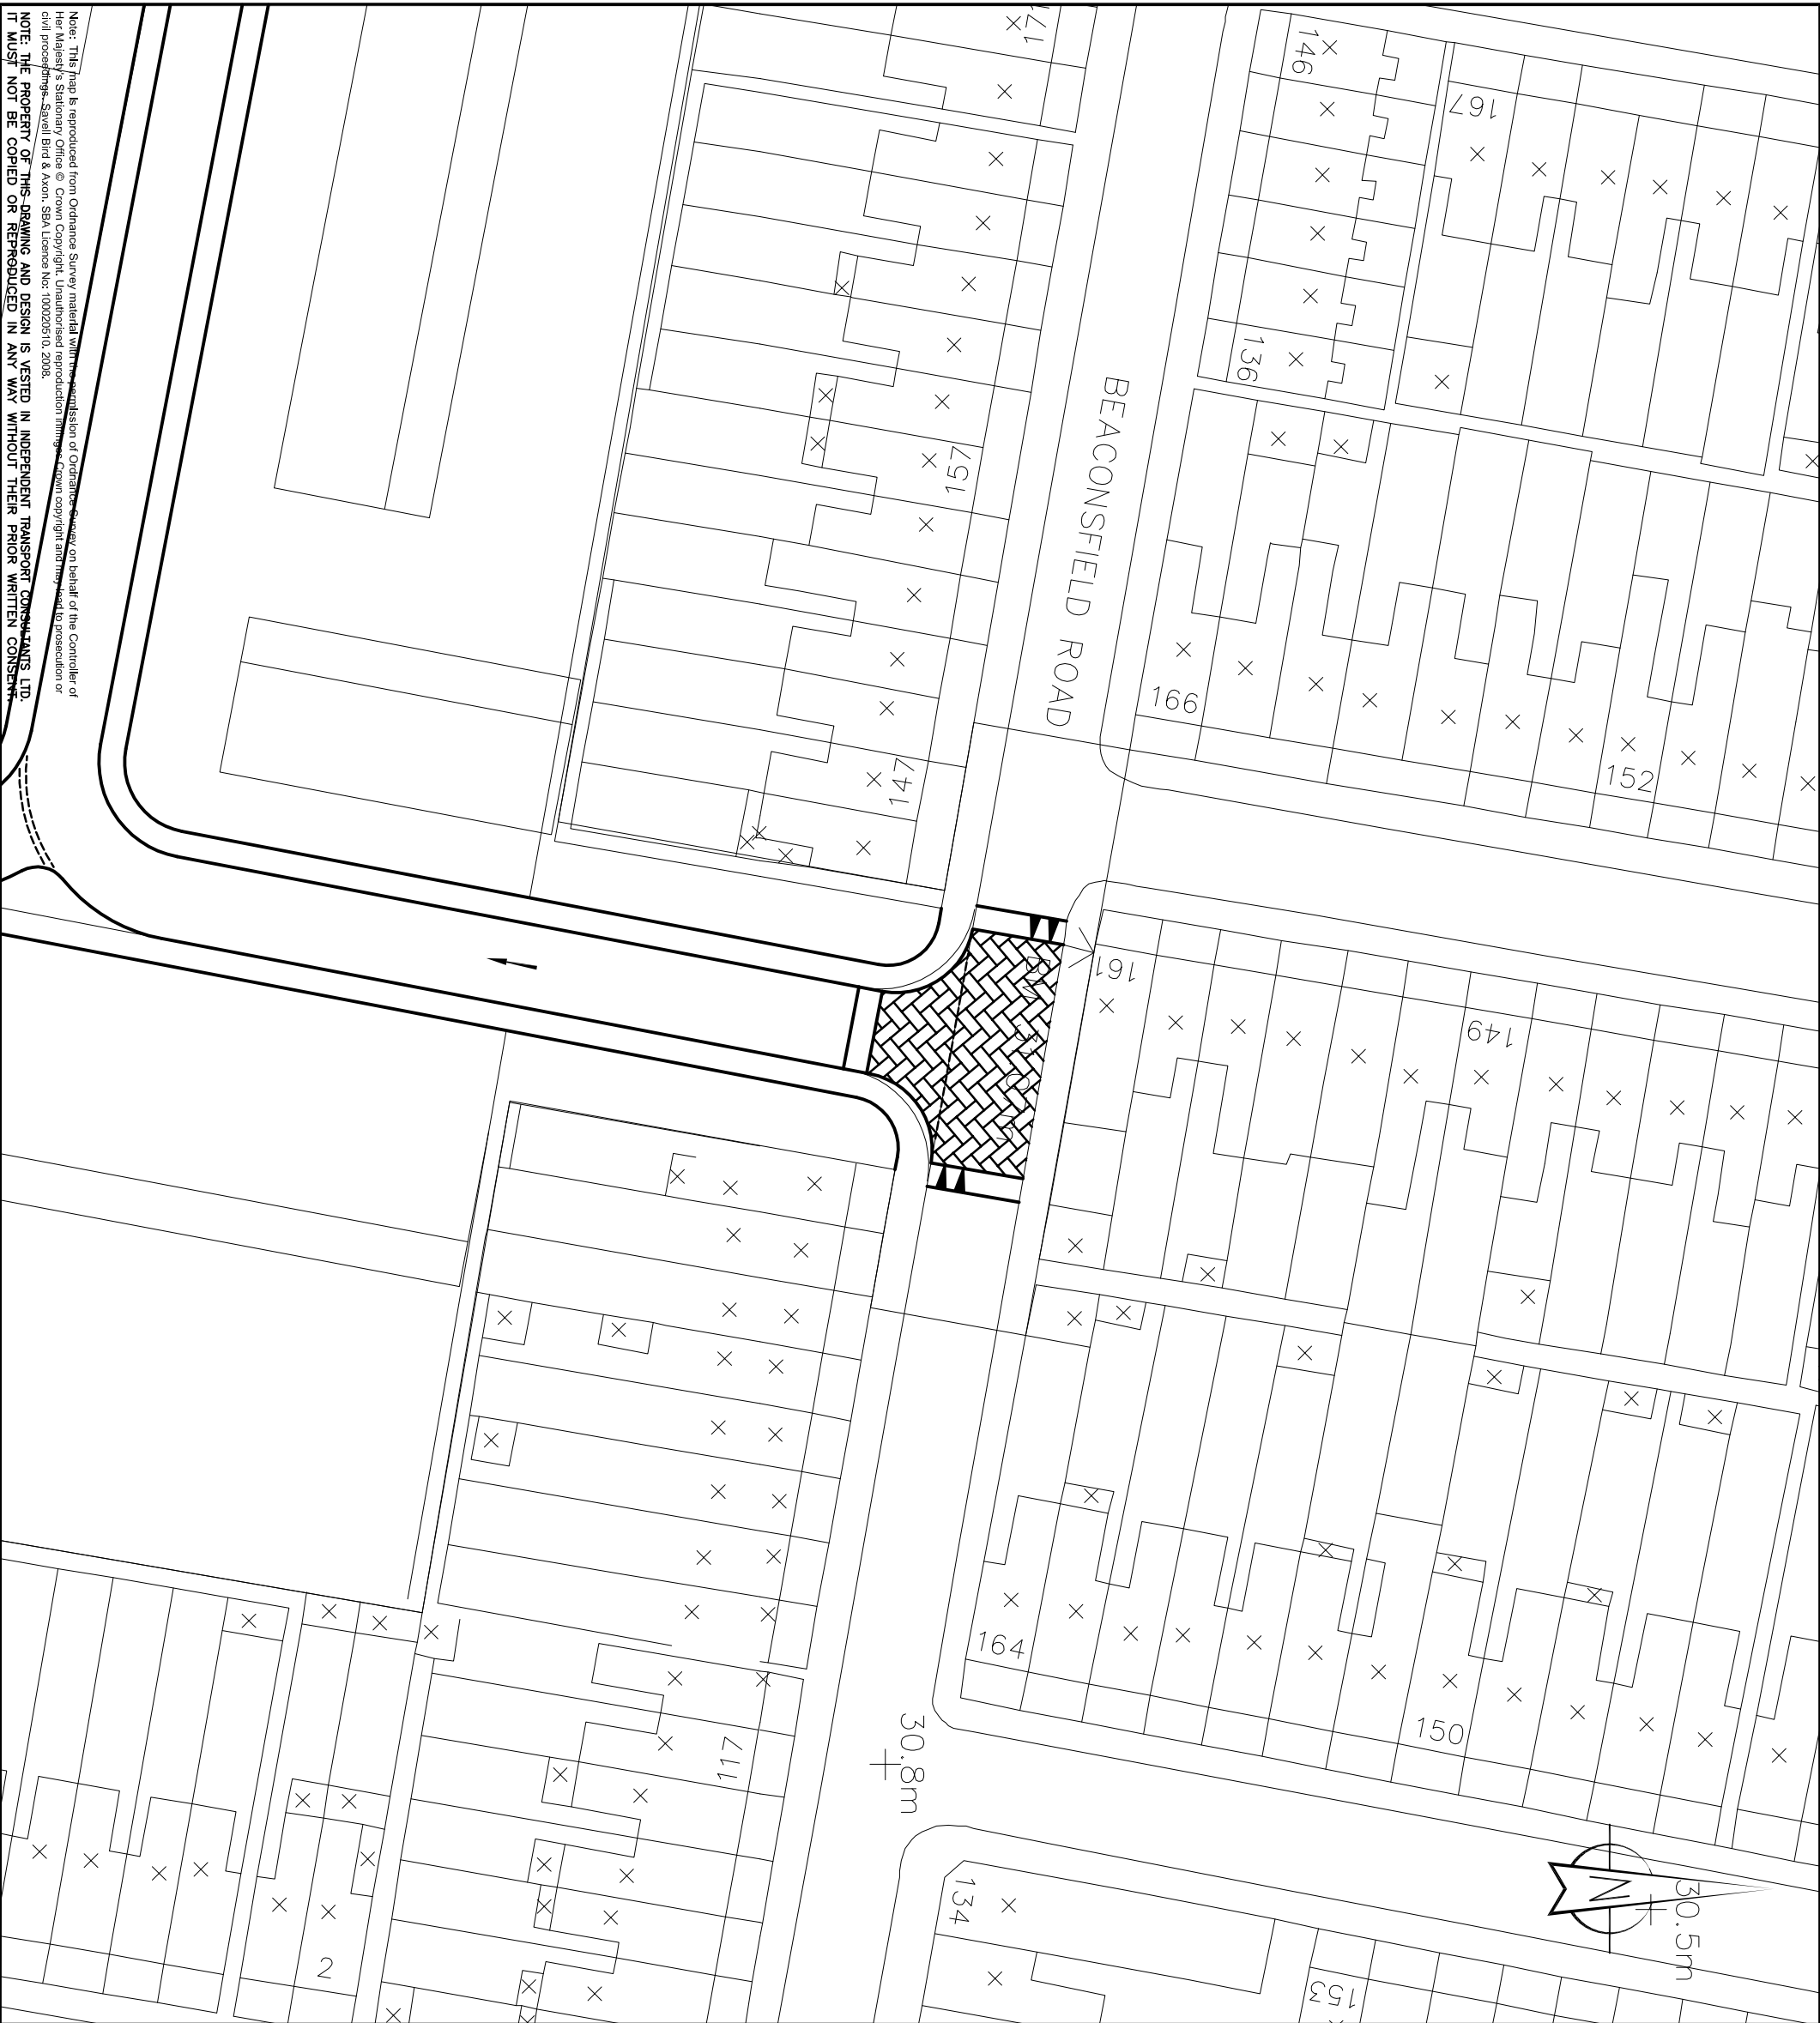 N
30.5m
152
149
150
167
153
146
136
166
161
164
134
BEACONSFIELD ROAD
BM
30.8m
171
157
147
117
2
Note: This map is reproduced from Ordnance Survey material with the permission of Ordnance Survey on behalf of the Controller of
Her Majesty's Stationary Office © Crown Copyright. Unauthorised reproduction infringes Crown copyright and may lead to prosecution or
civil proceedings. Savell Bird & Axon. SBA Licence No: 100020510. 2008.
NOTE: THE PROPERTY OF THIS DRAWING AND DESIGN IS VESTED IN INDEPENDENT TRANSPORT CONSULTANTS LTD.
IT MUST NOT BE COPIED OR REPRODUCED IN ANY WAY WITHOUT THEIR PRIOR WRITTEN CONSENT.